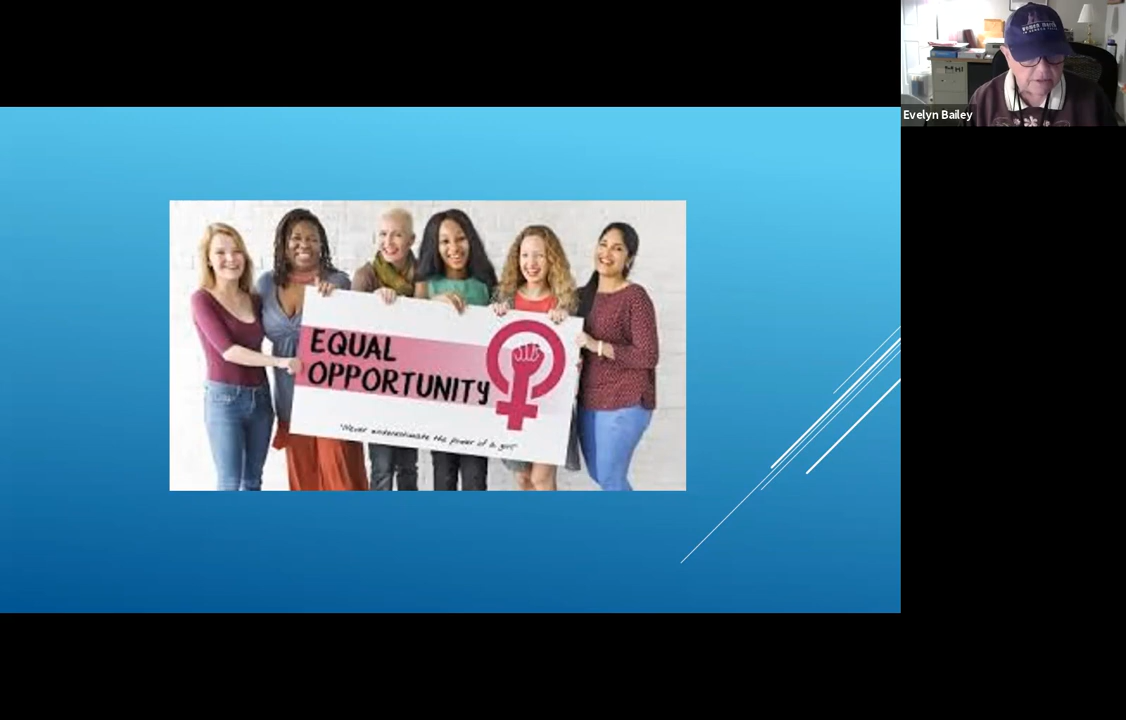 EQUAL
OPPORTUNITY
"Never underestimate the power of a girl"
Evelyn Bailey